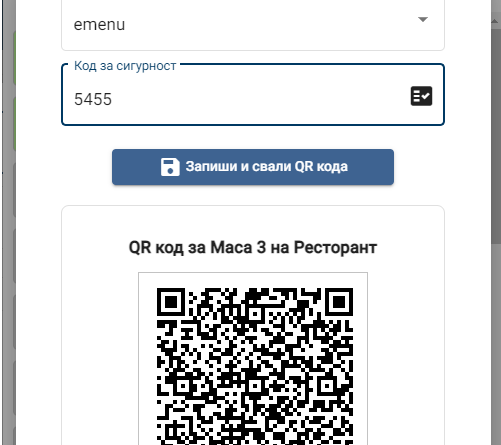 emenu
Код за сигурност
5455
Запиши и свали QR кода
QR код за Маса 3 на Ресторант